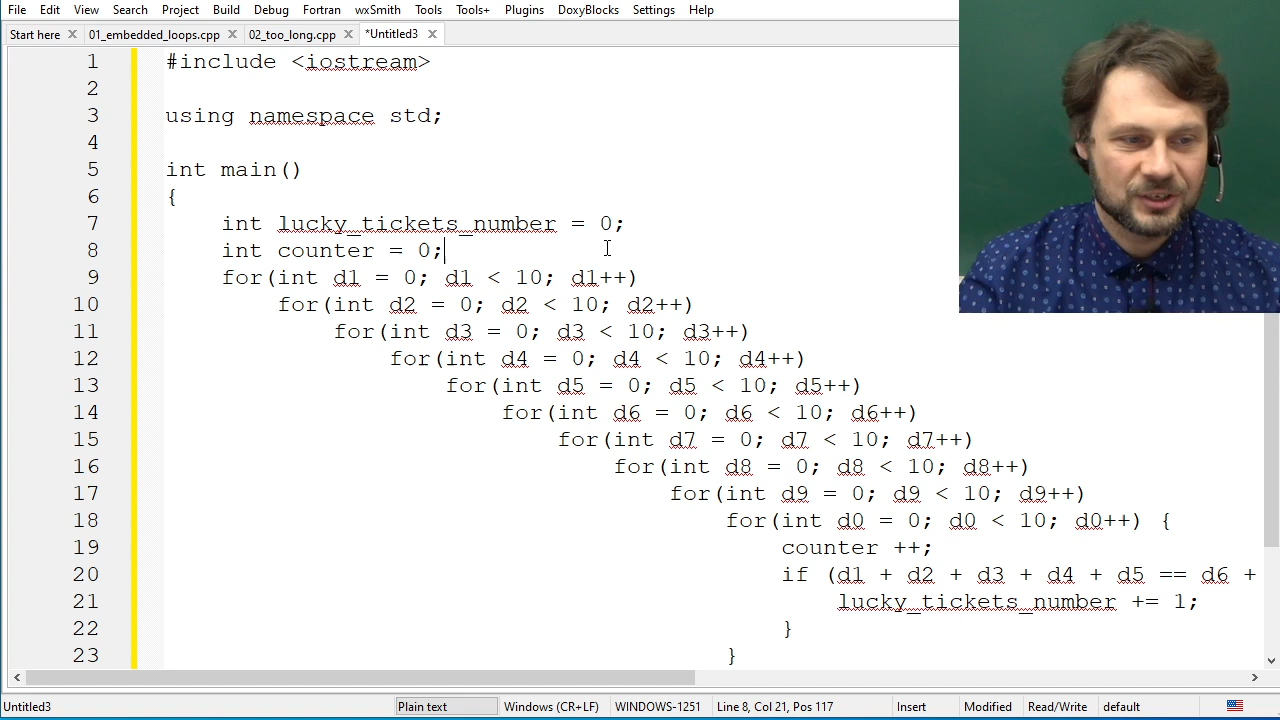 File Edit View Search Project Build Debug Fortran wxSmith Tools Tools+ Plugins DoxyBlocks Settings Help
Start here 01_embedded_loops.cpp 02_too_long.cpp *Untitled3
1 #include <iostream>
2
3 using namespace std;
4
5 int main()
6 {
7 int lucky_tickets_number = 0;
8 int counter = 0;
9 for(int d1 = 0; d1 < 10; d1++)
10 for(int d2 = 0; d2 < 10; d2++)
11 for(int d3 = 0; d3 < 10; d3++)
12 for(int d4 = 0; d4 < 10; d4++)
13 for(int d5 = 0; d5 < 10; d5++)
14 for(int d6 = 0; d6 < 10; d6++)
15 for(int d7 = 0; d7 < 10; d7++)
16 for(int d8 = 0; d8 < 10; d8++)
17 for(int d9 = 0; d9 < 10; d9++)
18 for(int d0 = 0; d0 < 10; d0++) {
19 counter ++;
20 if (d1 + d2 + d3 + d4 + d5 == d6 +
21 lucky_tickets_number += 1;
22 }
23 }
Untitled3 Plain text Windows (CR+LF) WINDOWS-1251 Line 8, Col 21, Pos 117 Insert Modified Read/Write default